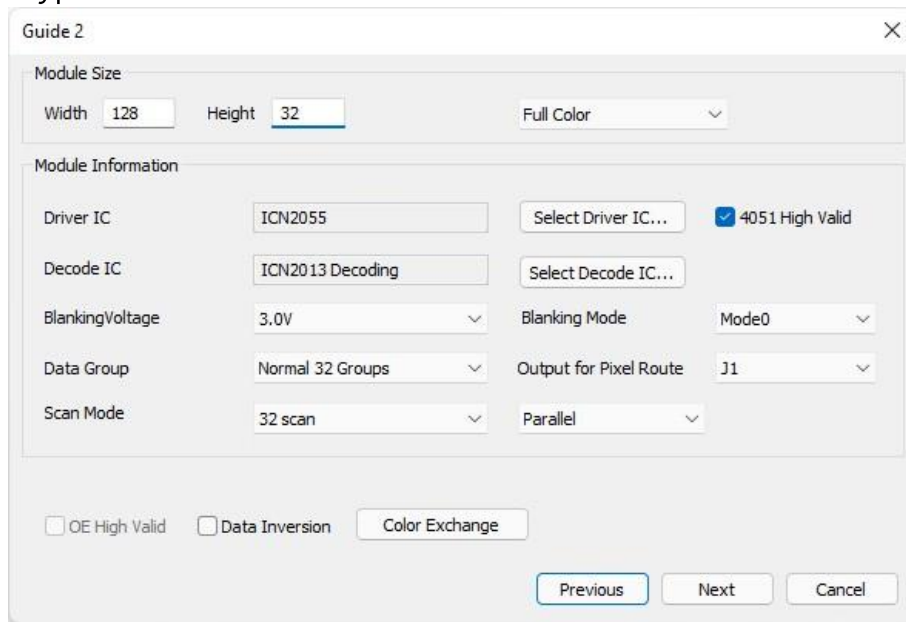 Guide 2
Module Size
Width 128 Height 32 Full Color
Module Information
Driver IC ICN2055 Select Driver IC... 4051 High Valid
Decode IC ICN2013 Decoding Select Decode IC...
BlankingVoltage 3.0V Blanking Mode Mode0
Data Group Normal 32 Groups Output for Pixel Route J1
Scan Mode 32 scan Parallel
OE High Valid Data Inversion Color Exchange
Previous Next Cancel